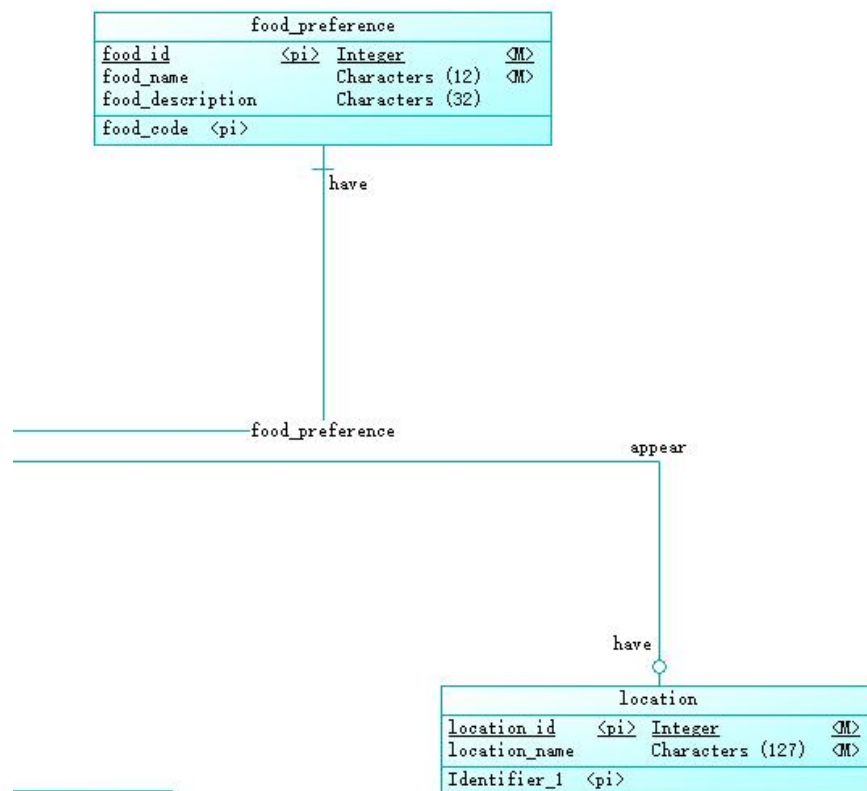 food_preference
food_id <pi> Integer <M>
food_name Characters (12) <M>
food_description Characters (32)
food_code <pi>
have
food_preference
appear
have
location
location_id <pi> Integer <M>
location_name Characters (127) <M>
Identifier_1 <pi>